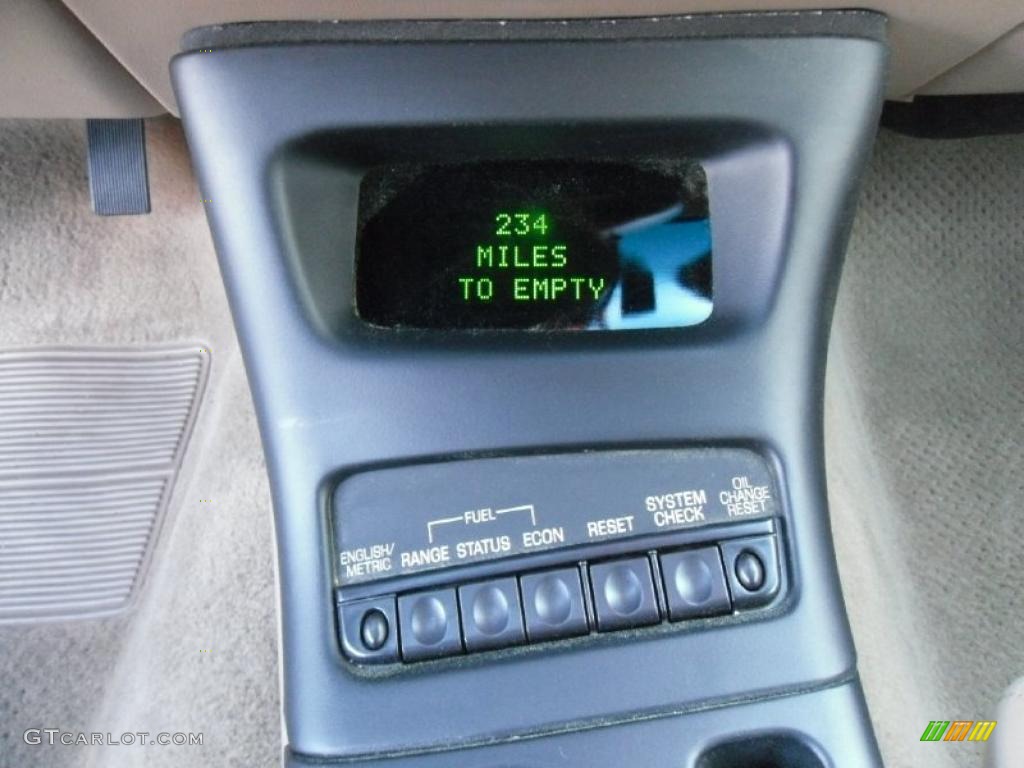 234
MILES
TO EMPTY
FUEL
ENGLISH/
METRIC
RANGE
STATUS
ECON
RESET
SYSTEM
CHECK
OIL
CHANGE
RESET
GTCARLOT.COM